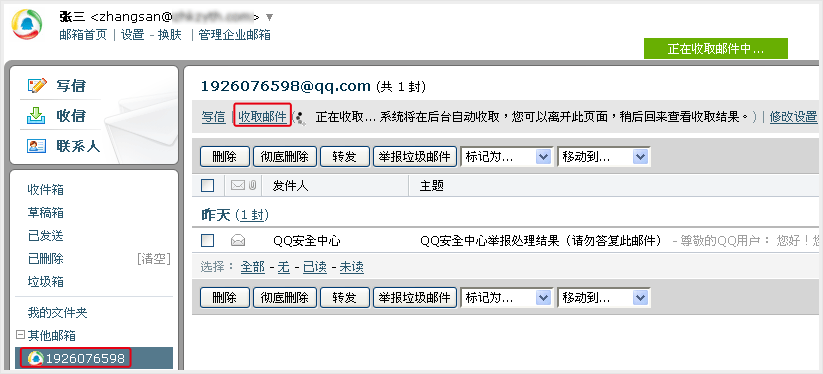 张三 <zhangsan@
邮箱首页 | 设置 - 换肤 | 管理企业邮箱
正在收取邮件中...
写信
收信
联系人
收件箱
草稿箱
已发送
已删除 [清空]
垃圾箱
我的文件夹
其他邮箱
1926076598
1926076598@qq.com (共 1 封)
写信 | 收取邮件 ( 正在收取... 系统将在后台自动收取，您可以离开此页面，稍后回来查看收取结果。) | 修改设置
删除 彻底删除 转发 举报垃圾邮件 标记为... 移动到...
发件人 主题
昨天 (1 封)
QQ安全中心 QQ安全中心举报处理结果（请勿答复此邮件） - 尊敬的QQ用户： 您好！
选择： 全部 - 无 - 已读 - 未读
删除 彻底删除 转发 举报垃圾邮件 标记为... 移动到...